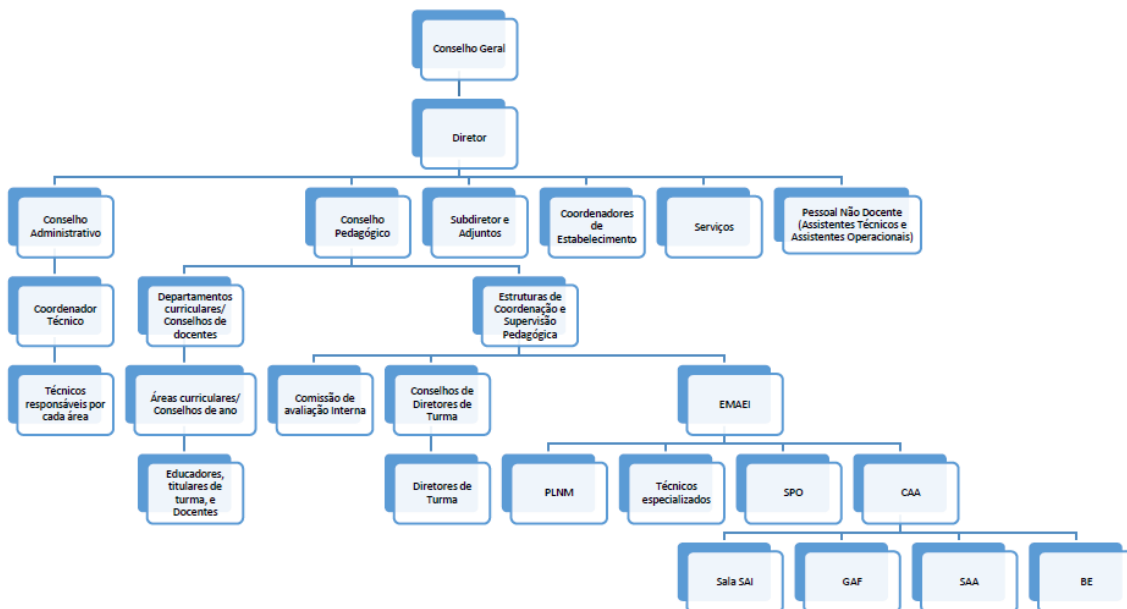 Conselho Geral
Diretor
Conselho
Administrativo
Conselho
Pedagógico
Subdiretor e
Adjuntos
Coordenadores
de
Estabelecimento
Serviços
Pessoal Não Docente
(Assistentes Técnicos e
Assistentes Operacionais)
Coordenador
Técnico
Departamentos
curriculares/
Conselhos de
docentes
Estruturas de
Coordenação e
Supervisão
Pedagógica
Técnicos
responsáveis por
cada área
Áreas curriculares/
Conselhos de ano
Comissão de
avaliação Interna
Conselhos de
Diretores de
Turma
EMAEI
Educadores,
titulares de
turma, e
Docentes
Diretores de
Turma
PLNM
Técnicos
especializados
SPO
CAA
Sala SAI
GAF
SAA
BE